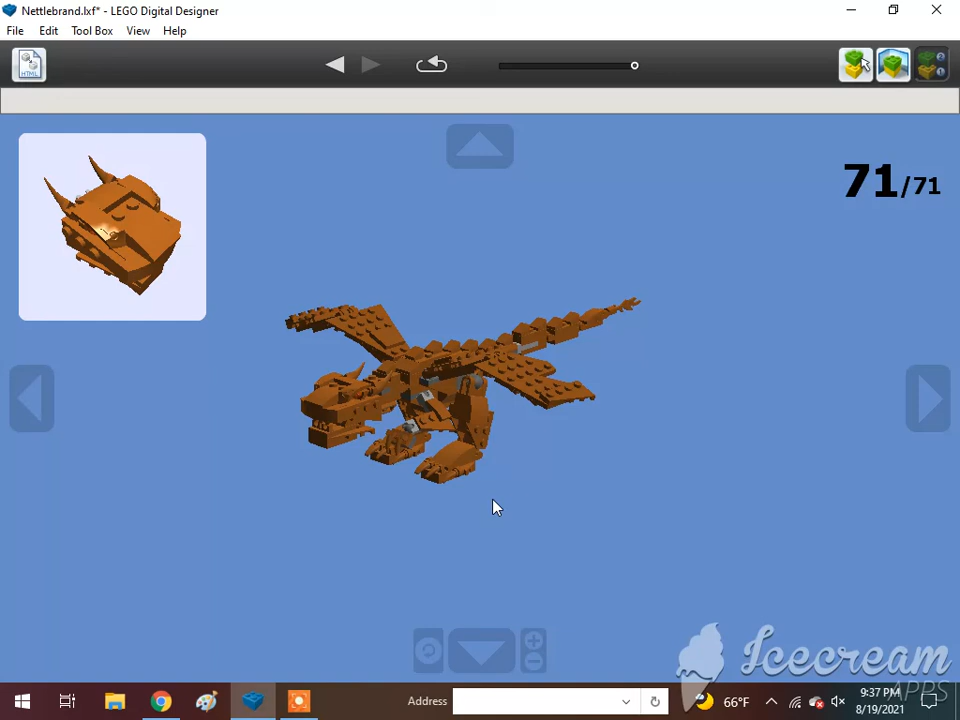 Nettlebrand.lxf* - LEGO Digital Designer
File Edit Tool Box View Help
HTML
71/71
Icecream
APPS
Address
66°F
9:37 PM
8/19/2021